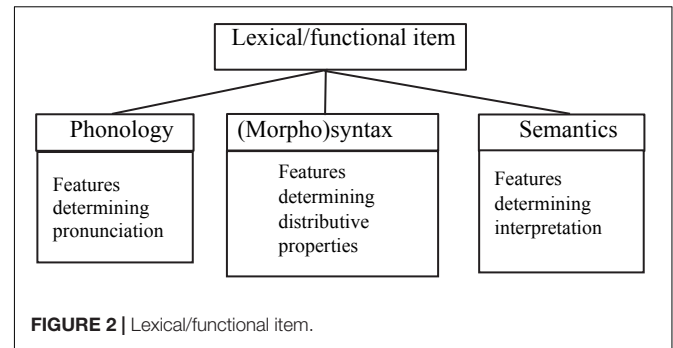 Lexical/functional item
Phonology
Features
determining
pronunciation
(Morpho)syntax
Features
determining
distributive
properties
Semantics
Features
determining
interpretation
FIGURE 2 | Lexical/functional item.